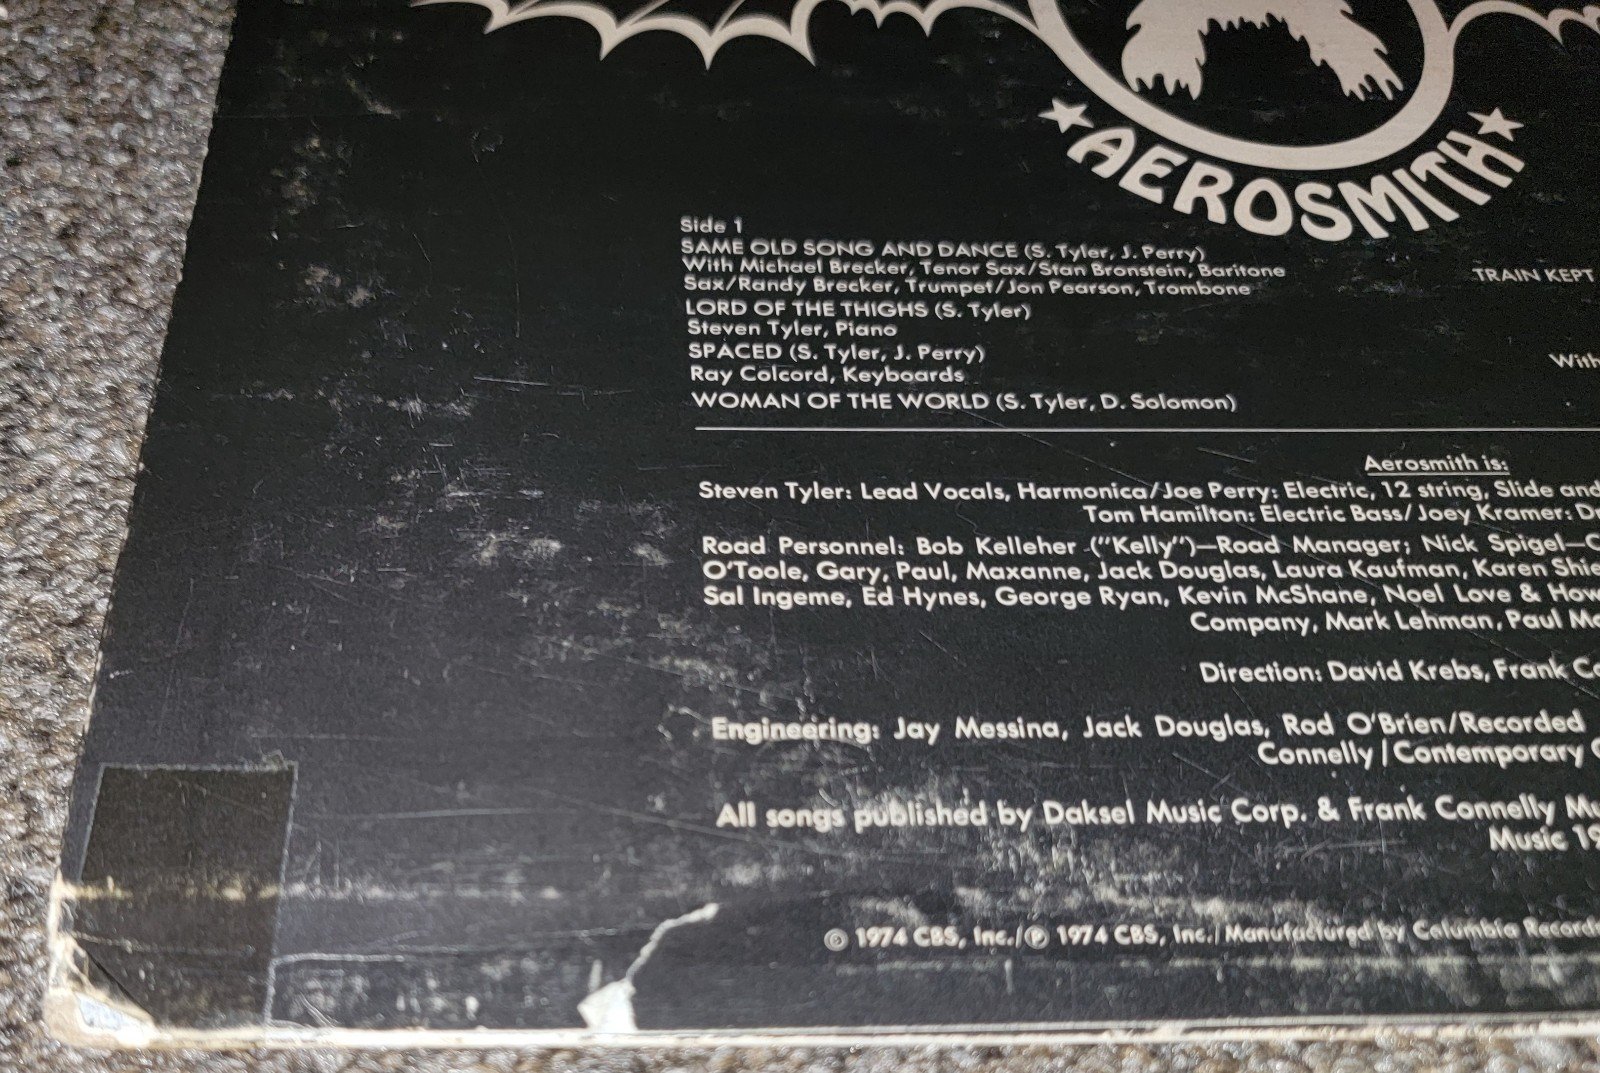 AEROSMITH
Side 1
SAME OLD SONG AND DANCE (S. Tyler, J. Perry)
With Michael Brecker, Tenor Sax/Stan Bronstein, Baritone
Sax/Randy Brecker, Trumpet/Jon Pearson, Trombone
LORD OF THE THIGHS (S. Tyler)
Steven Tyler, Piano
SPACED (S. Tyler, J. Perry)
Ray Colcord, Keyboards
WOMAN OF THE WORLD (S. Tyler, D. Solomon)
TRAIN KEPT
With
Aerosmith is:
Steven Tyler: Lead Vocals, Harmonica/Joe Perry: Electric, 12 string, Slide and
Tom Hamilton: Electric Bass/Joey Kramer: D
Road Personnel: Bob Kelleher ("Kelly")—Road Manager; Nick Spigel—C
O'Toole, Gary, Paul, Maxanne, Jack Douglas, Laura Kaufman, Karen Shie
Sal Ingeme, Ed Hynes, George Ryan, Kevin McShane, Noel Love & How
Company, Mark Lehman, Paul M
Direction: David Krebs, Frank Co
Engineering: Jay Messina, Jack Douglas, Rod O'Brien/Recorded
Connelly/Contemporary C
All songs published by Daksel Music Corp. & Frank Connelly Mu
Music 19
© 1974 CBS, Inc./℗ 1974 CBS, Inc./Manufactured by Columbia Records